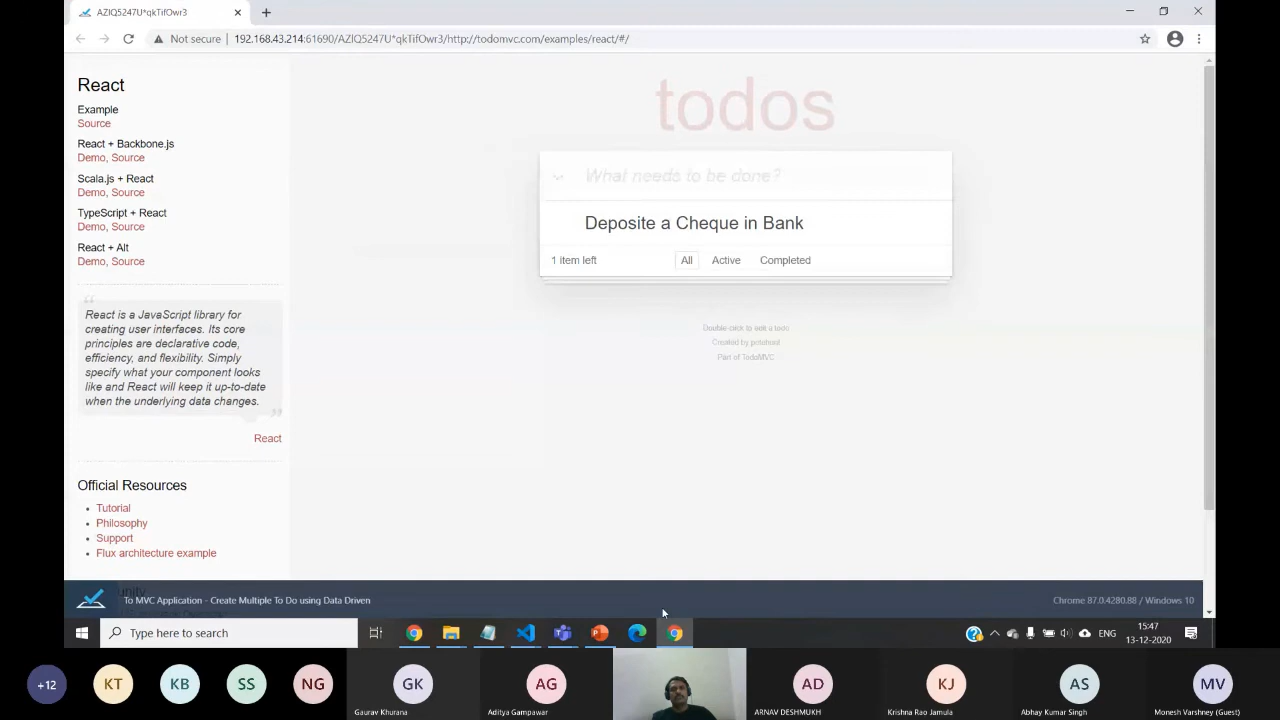 AZIQ5247U*qkTifOwr3
Not secure
192.168.43.214:61690/AZIQ5247U*qkTifOwr3/http://todomvc.com/examples/react/#/
React
Example
Source
React + Backbone.js
Demo, Source
Scala.js + React
Demo, Source
TypeScript + React
Demo, Source
React + Alt
Demo, Source
“
React is a JavaScript library for
creating user interfaces. Its core
principles are declarative code,
efficiency, and flexibility. Simply
specify what your component looks
like and React will keep it up-to-date
when the underlying data changes.
”
React
Official Resources
Tutorial
Philosophy
Support
Flux architecture example
todos
What needs to be done?
Deposite a Cheque in Bank
1 item left
All
Active
Completed
Double-click to edit a todo
Created by petehunt
Part of TodoMVC
To MVC Application - Create Multiple To Do using Data Driven
Chrome 87.0.4280.88 / Windows 10
Type here to search
ENG
15:47
13-12-2020
+12
KT
KB
SS
NG
GK
Gaurav Khurana
AG
Aditya Gampawar
AD
ARNAV DESHMUKH
KJ
Krishna Rao Jamula
AS
Abhay Kumar Singh
MV
Monesh Varshney (Guest)